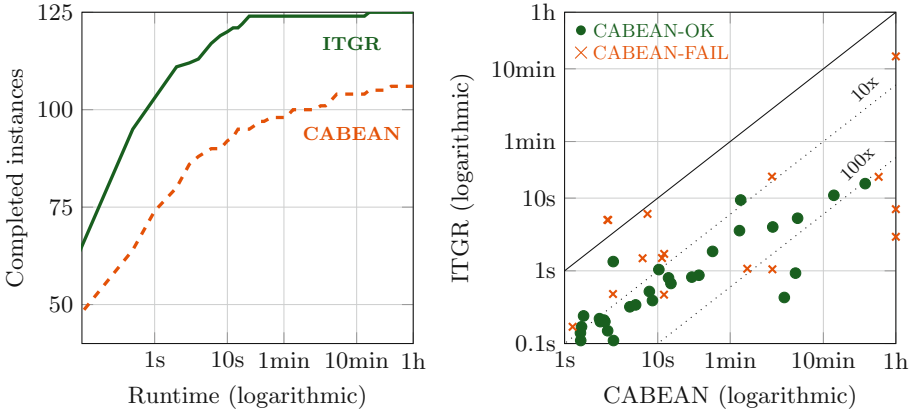 Completed instances
125
100
75
50
ITGR
CABEAN
1s
10s
1min
10min
1h
Runtime (logarithmic)
ITGR (logarithmic)
1h
10min
1min
10s
1s
0.1s
CABEAN-OK
CABEAN-FAIL
10x
100x
1s
10s
1min
10min
1h
CABEAN (logarithmic)